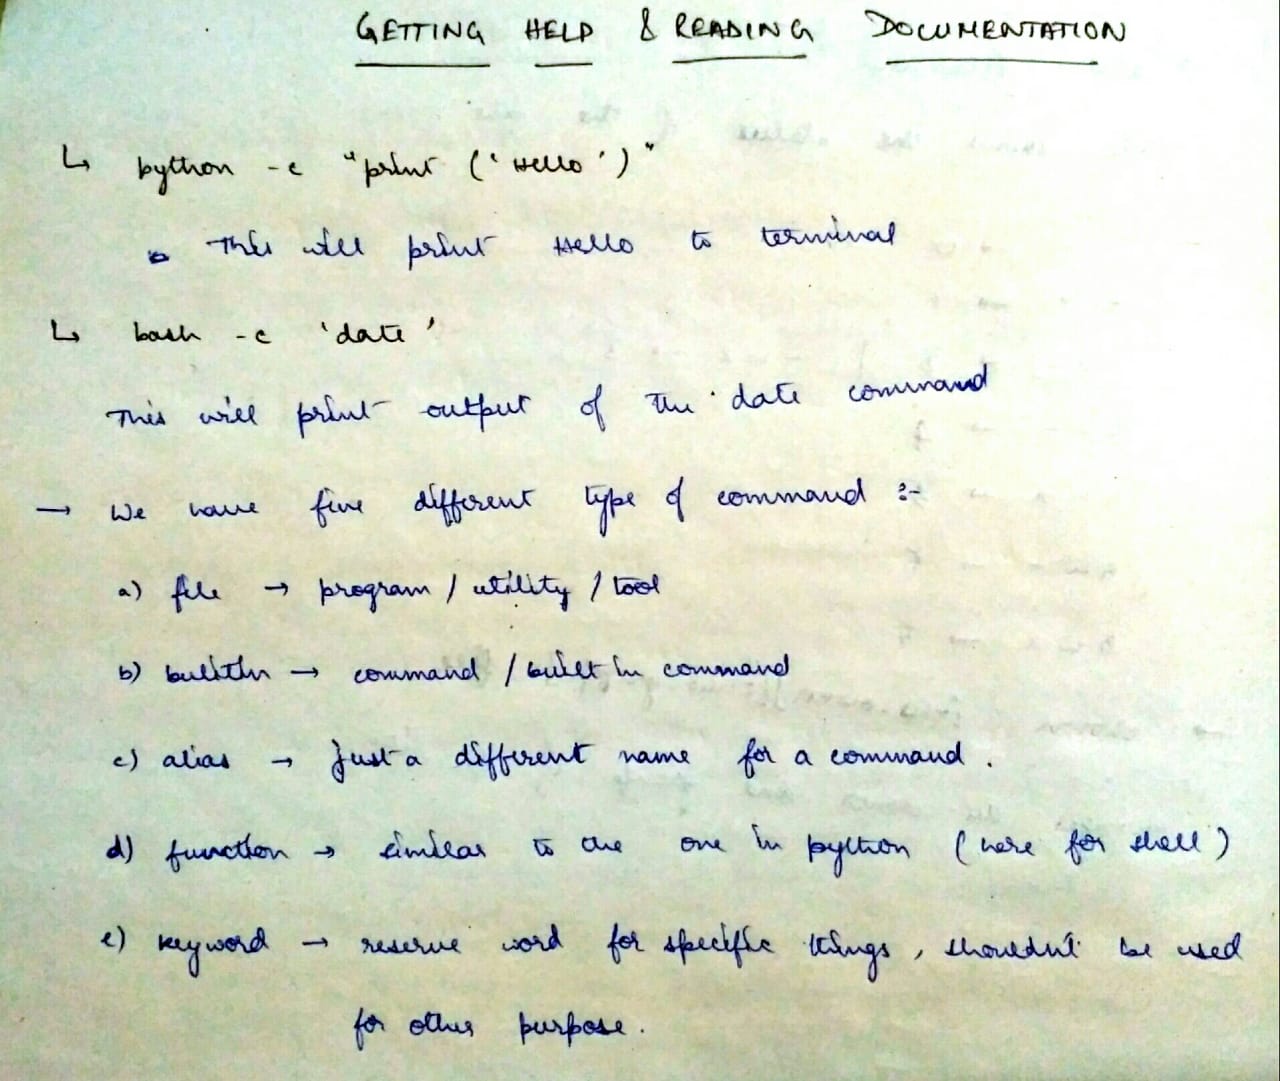 GETTING HELP & READING DOCUMENTATION
↳ python -c "print ('Hello')"
▫ This will print Hello to terminal
↳ bash -c 'date'
This will print output of the date command
→ We have five different type of command :-
a) file → program / utility / tool
b) builtin → command / built in command
c) alias → Just a different name for a command .
d) function → similar to the one in python (here for shell)
e) keyword → reserve word for specific things, shouldn't be used
for other purpose.